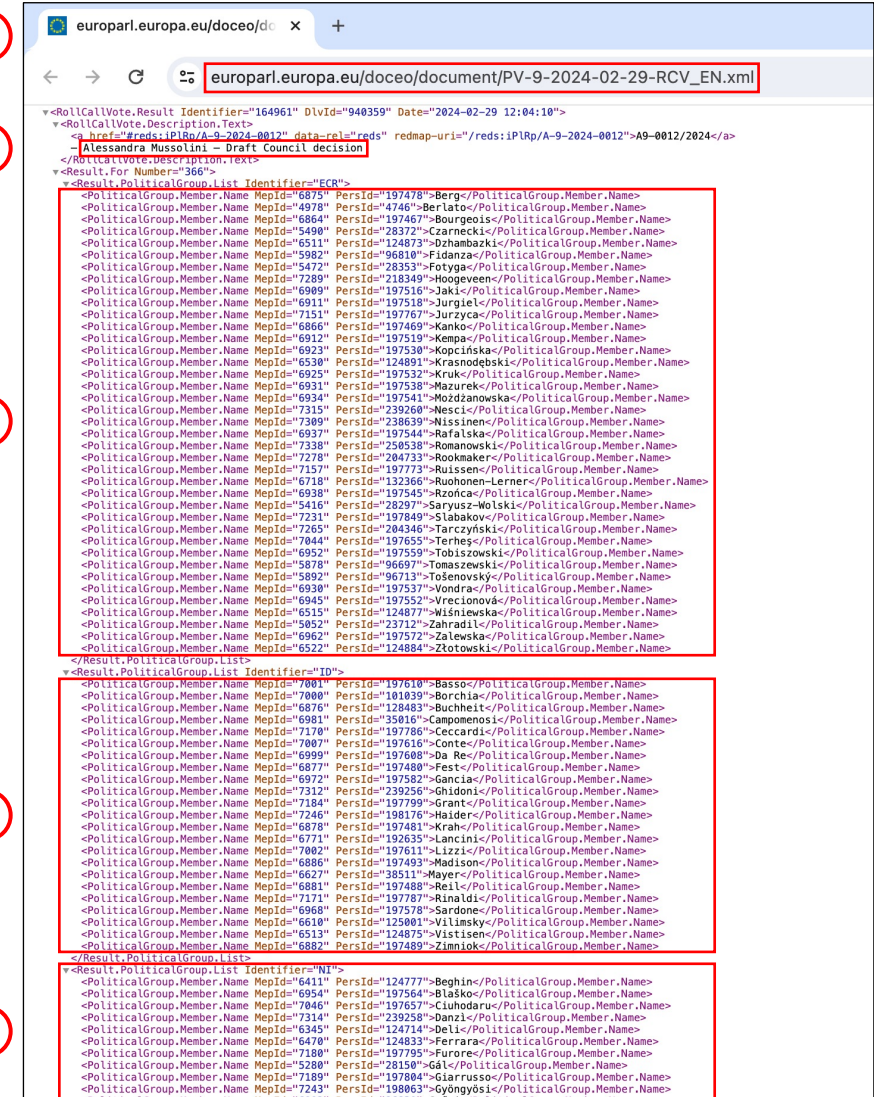 europarl.europa.eu/doceo/do × +
europarl.europa.eu/doceo/document/PV-9-2024-02-29-RCV_EN.xml
▼<RollCallVote.Result Identifier="164961" DlvId="940359" Date="2024-02-29 12:04:10">
▼<RollCallVote.Description.Text>
<a href="#reds:iPlRp/A-9-2024-0012" data-rel="reds" redmap-uri="/reds:iPlRp/A-9-2024-0012">A9-0012/2024</a>
– Alessandra Mussolini – Draft Council decision
</RollCallVote.Description.Text>
▼<Result.For Number="366">
▼<Result.PoliticalGroup.List Identifier="ECR">
<PoliticalGroup.Member.Name MepId="6875" PersId="197478">Berg</PoliticalGroup.Member.Name>
<PoliticalGroup.Member.Name MepId="4978" PersId="4746">Berlato</PoliticalGroup.Member.Name>
<PoliticalGroup.Member.Name MepId="6864" PersId="197467">Bourgeois</PoliticalGroup.Member.Name>
<PoliticalGroup.Member.Name MepId="5490" PersId="28372">Czarnecki</PoliticalGroup.Member.Name>
<PoliticalGroup.Member.Name MepId="6511" PersId="124873">Dzhambazki</PoliticalGroup.Member.Name>
<PoliticalGroup.Member.Name MepId="5982" PersId="96810">Fidanza</PoliticalGroup.Member.Name>
<PoliticalGroup.Member.Name MepId="5472" PersId="28353">Fotyga</PoliticalGroup.Member.Name>
<PoliticalGroup.Member.Name MepId="7289" PersId="218349">Hoogeveen</PoliticalGroup.Member.Name>
<PoliticalGroup.Member.Name MepId="6909" PersId="197516">Jaki</PoliticalGroup.Member.Name>
<PoliticalGroup.Member.Name MepId="6911" PersId="197518">Jurgiel</PoliticalGroup.Member.Name>
<PoliticalGroup.Member.Name MepId="7151" PersId="197767">Jurzyca</PoliticalGroup.Member.Name>
<PoliticalGroup.Member.Name MepId="6866" PersId="197469">Kanko</PoliticalGroup.Member.Name>
<PoliticalGroup.Member.Name MepId="6912" PersId="197519">Kempa</PoliticalGroup.Member.Name>
<PoliticalGroup.Member.Name MepId="6923" PersId="197530">Kopcińska</PoliticalGroup.Member.Name>
<PoliticalGroup.Member.Name MepId="6530" PersId="124891">Krasnodębski</PoliticalGroup.Member.Name>
<PoliticalGroup.Member.Name MepId="6925" PersId="197532">Kruk</PoliticalGroup.Member.Name>
<PoliticalGroup.Member.Name MepId="6931" PersId="197538">Mazurek</PoliticalGroup.Member.Name>
<PoliticalGroup.Member.Name MepId="6934" PersId="197541">Możdżanowska</PoliticalGroup.Member.Name>
<PoliticalGroup.Member.Name MepId="7315" PersId="239260">Nesci</PoliticalGroup.Member.Name>
<PoliticalGroup.Member.Name MepId="7309" PersId="238639">Nissinen</PoliticalGroup.Member.Name>
<PoliticalGroup.Member.Name MepId="6937" PersId="197544">Rafalska</PoliticalGroup.Member.Name>
<PoliticalGroup.Member.Name MepId="7338" PersId="250538">Romanowski</PoliticalGroup.Member.Name>
<PoliticalGroup.Member.Name MepId="7278" PersId="204733">Rookmaker</PoliticalGroup.Member.Name>
<PoliticalGroup.Member.Name MepId="7157" PersId="197773">Ruissen</PoliticalGroup.Member.Name>
<PoliticalGroup.Member.Name MepId="6718" PersId="132366">Ruohonen-Lerner</PoliticalGroup.Member.Name>
<PoliticalGroup.Member.Name MepId="6938" PersId="197545">Rzońca</PoliticalGroup.Member.Name>
<PoliticalGroup.Member.Name MepId="5416" PersId="28297">Saryusz-Wolski</PoliticalGroup.Member.Name>
<PoliticalGroup.Member.Name MepId="7231" PersId="197849">Slabakov</PoliticalGroup.Member.Name>
<PoliticalGroup.Member.Name MepId="7265" PersId="204346">Tarczyński</PoliticalGroup.Member.Name>
<PoliticalGroup.Member.Name MepId="7044" PersId="197655">Terheş</PoliticalGroup.Member.Name>
<PoliticalGroup.Member.Name MepId="6952" PersId="197559">Tobiszowski</PoliticalGroup.Member.Name>
<PoliticalGroup.Member.Name MepId="5878" PersId="96697">Tomaszewski</PoliticalGroup.Member.Name>
<PoliticalGroup.Member.Name MepId="5892" PersId="96713">Tošenovský</PoliticalGroup.Member.Name>
<PoliticalGroup.Member.Name MepId="6930" PersId="197537">Vondra</PoliticalGroup.Member.Name>
<PoliticalGroup.Member.Name MepId="6945" PersId="197552">Vrecionová</PoliticalGroup.Member.Name>
<PoliticalGroup.Member.Name MepId="6515" PersId="124877">Wiśniewska</PoliticalGroup.Member.Name>
<PoliticalGroup.Member.Name MepId="5052" PersId="23712">Zahradil</PoliticalGroup.Member.Name>
<PoliticalGroup.Member.Name MepId="6962" PersId="197572">Zalewska</PoliticalGroup.Member.Name>
<PoliticalGroup.Member.Name MepId="6522" PersId="124884">Złotowski</PoliticalGroup.Member.Name>
</Result.PoliticalGroup.List>
▼<Result.PoliticalGroup.List Identifier="ID">
<PoliticalGroup.Member.Name MepId="7001" PersId="197610">Basso</PoliticalGroup.Member.Name>
<PoliticalGroup.Member.Name MepId="7000" PersId="101039">Borchia</PoliticalGroup.Member.Name>
<PoliticalGroup.Member.Name MepId="6876" PersId="128483">Buchheit</PoliticalGroup.Member.Name>
<PoliticalGroup.Member.Name MepId="6981" PersId="35016">Campomenosi</PoliticalGroup.Member.Name>
<PoliticalGroup.Member.Name MepId="7170" PersId="197786">Ceccardi</PoliticalGroup.Member.Name>
<PoliticalGroup.Member.Name MepId="7007" PersId="197616">Conte</PoliticalGroup.Member.Name>
<PoliticalGroup.Member.Name MepId="6999" PersId="197608">Da Re</PoliticalGroup.Member.Name>
<PoliticalGroup.Member.Name MepId="6877" PersId="197480">Fest</PoliticalGroup.Member.Name>
<PoliticalGroup.Member.Name MepId="6972" PersId="197582">Gancia</PoliticalGroup.Member.Name>
<PoliticalGroup.Member.Name MepId="7312" PersId="239256">Ghidoni</PoliticalGroup.Member.Name>
<PoliticalGroup.Member.Name MepId="7184" PersId="197799">Grant</PoliticalGroup.Member.Name>
<PoliticalGroup.Member.Name MepId="7246" PersId="198176">Haider</PoliticalGroup.Member.Name>
<PoliticalGroup.Member.Name MepId="6878" PersId="197481">Krah</PoliticalGroup.Member.Name>
<PoliticalGroup.Member.Name MepId="6771" PersId="192635">Lancini</PoliticalGroup.Member.Name>
<PoliticalGroup.Member.Name MepId="7002" PersId="197611">Lizzi</PoliticalGroup.Member.Name>
<PoliticalGroup.Member.Name MepId="6886" PersId="197493">Madison</PoliticalGroup.Member.Name>
<PoliticalGroup.Member.Name MepId="6627" PersId="38511">Mayer</PoliticalGroup.Member.Name>
<PoliticalGroup.Member.Name MepId="6881" PersId="197488">Reil</PoliticalGroup.Member.Name>
<PoliticalGroup.Member.Name MepId="7171" PersId="197787">Rinaldi</PoliticalGroup.Member.Name>
<PoliticalGroup.Member.Name MepId="6968" PersId="197578">Sardone</PoliticalGroup.Member.Name>
<PoliticalGroup.Member.Name MepId="6610" PersId="125001">Vilimsky</PoliticalGroup.Member.Name>
<PoliticalGroup.Member.Name MepId="6513" PersId="124875">Vistisen</PoliticalGroup.Member.Name>
<PoliticalGroup.Member.Name MepId="6882" PersId="197489">Zimniok</PoliticalGroup.Member.Name>
</Result.PoliticalGroup.List>
▼<Result.PoliticalGroup.List Identifier="NI">
<PoliticalGroup.Member.Name MepId="6411" PersId="124777">Beghin</PoliticalGroup.Member.Name>
<PoliticalGroup.Member.Name MepId="6954" PersId="197564">Blaško</PoliticalGroup.Member.Name>
<PoliticalGroup.Member.Name MepId="7046" PersId="197657">Ciuhodaru</PoliticalGroup.Member.Name>
<PoliticalGroup.Member.Name MepId="7314" PersId="239258">Danzì</PoliticalGroup.Member.Name>
<PoliticalGroup.Member.Name MepId="6345" PersId="124714">Deli</PoliticalGroup.Member.Name>
<PoliticalGroup.Member.Name MepId="6470" PersId="124833">Ferrara</PoliticalGroup.Member.Name>
<PoliticalGroup.Member.Name MepId="7180" PersId="197795">Furore</PoliticalGroup.Member.Name>
<PoliticalGroup.Member.Name MepId="5280" PersId="28150">Gál</PoliticalGroup.Member.Name>
<PoliticalGroup.Member.Name MepId="7189" PersId="197804">Giarrusso</PoliticalGroup.Member.Name>
<PoliticalGroup.Member.Name MepId="7243" PersId="198063">Gyöngyösi</PoliticalGroup.Member.Name>